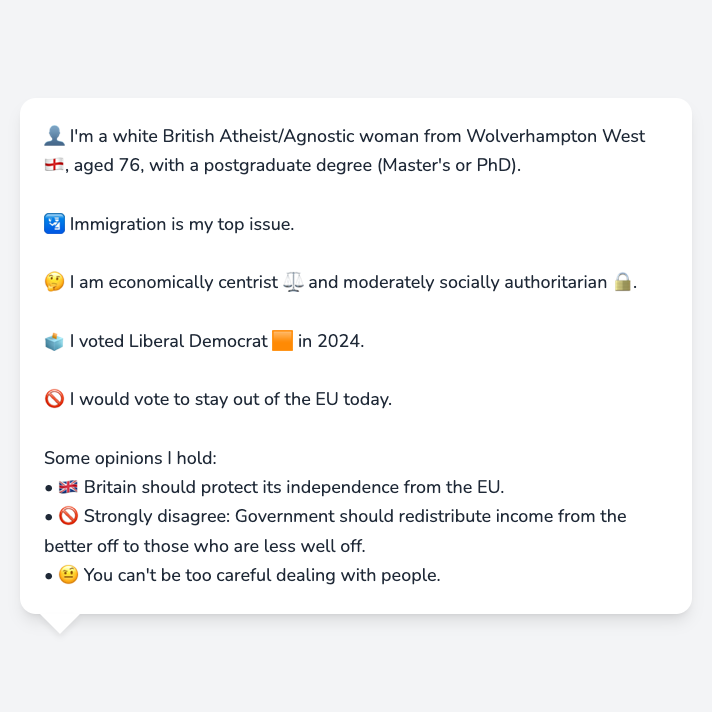 👤 I'm a white British Atheist/Agnostic woman from Wolverhampton West
🏴󠁧󠁢󠁥󠁮󠁧󠁿, aged 76, with a postgraduate degree (Master's or PhD).
🛂 Immigration is my top issue.
🤔 I am economically centrist ⚖️ and moderately socially authoritarian 🔒.
🗳️ I voted Liberal Democrat 🟧 in 2024.
🚫 I would vote to stay out of the EU today.
Some opinions I hold:
• 🇬🇧 Britain should protect its independence from the EU.
• 🚫 Strongly disagree: Government should redistribute income from the
better off to those who are less well off.
• 🤨 You can't be too careful dealing with people.